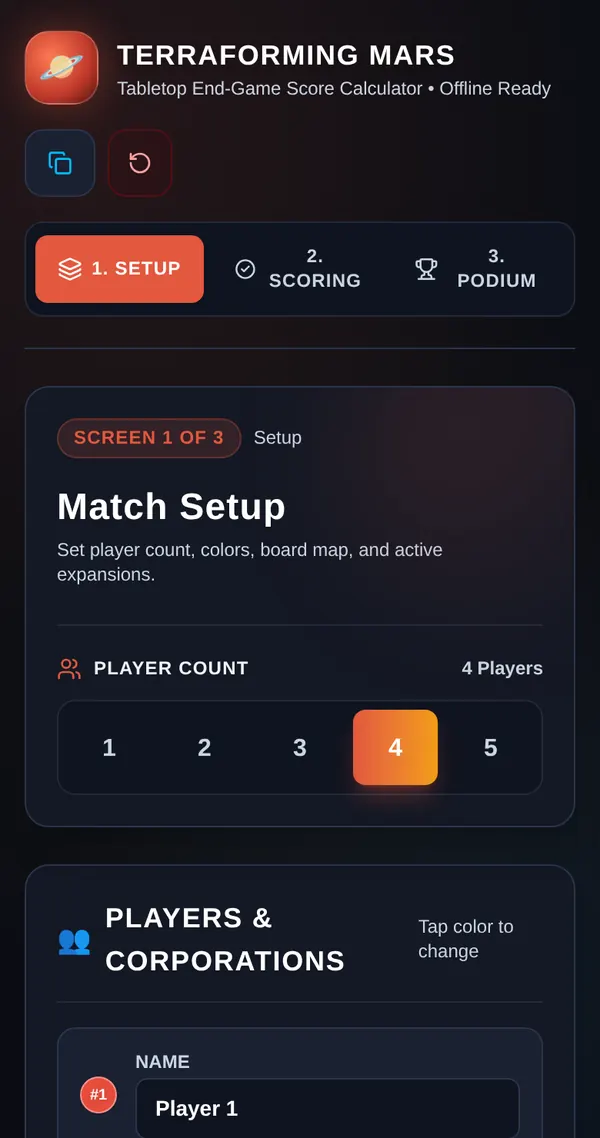 TERRAFORMING MARS
Tabletop End-Game Score Calculator • Offline Ready
1. SETUP
2. SCORING
3. PODIUM
SCREEN 1 OF 3
Setup
Match Setup
Set player count, colors, board map, and active
expansions.
PLAYER COUNT
4 Players
1
2
3
4
5
PLAYERS &
CORPORATIONS
Tap color to
change
NAME
#1
Player 1